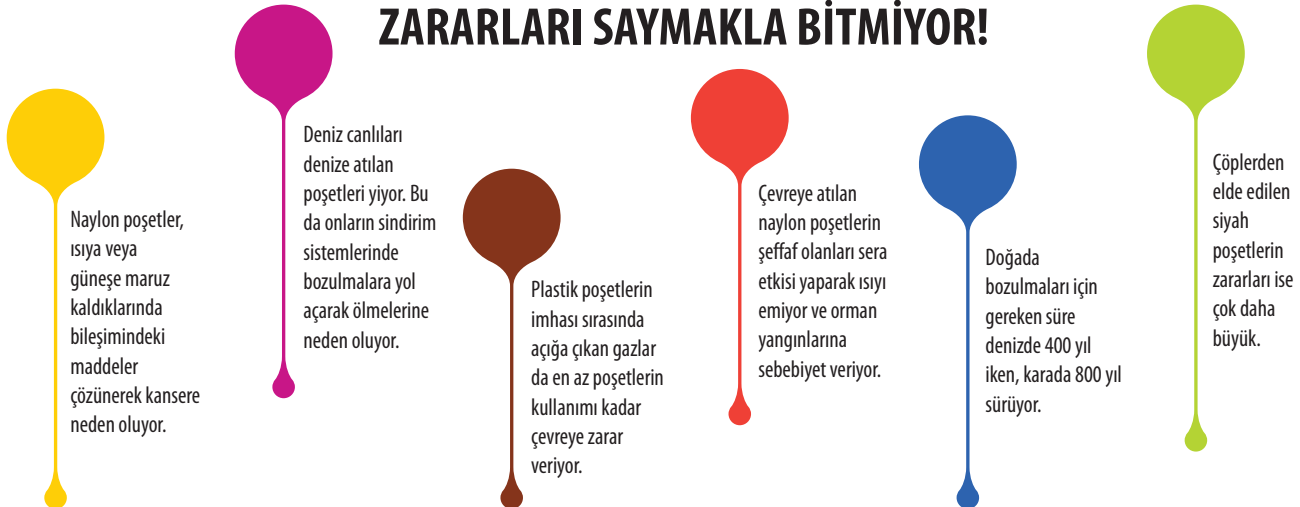 ZARARLARI SAYMAKLA BİTMİYOR!
Naylon poşetler,
ısıya veya
güneşe maruz
kaldıklarında
bileşimindeki
maddeler
çözünerek kansere
neden oluyor.
Deniz canlıları
denize atılan
poşetleri yiyor. Bu
da onların sindirim
sistemlerinde
bozulmalara yol
açarak ölmelerine
neden oluyor.
Plastik poşetlerin
imhası sırasında
açığa çıkan gazlar
da en az poşetlerin
kullanımı kadar
çevreye zarar
veriyor.
Çevreye atılan
naylon poşetlerin
şeffaf olanları sera
etkisi yaparak ısıyı
emiyor ve orman
yangınlarına
sebebiyet veriyor.
Doğada
bozulmaları için
gereken süre
denizde 400 yıl
iken, karada 800 yıl
sürüyor.
Çöplerden
elde edilen
siyah
poşetlerin
zararları ise
çok daha
büyük.